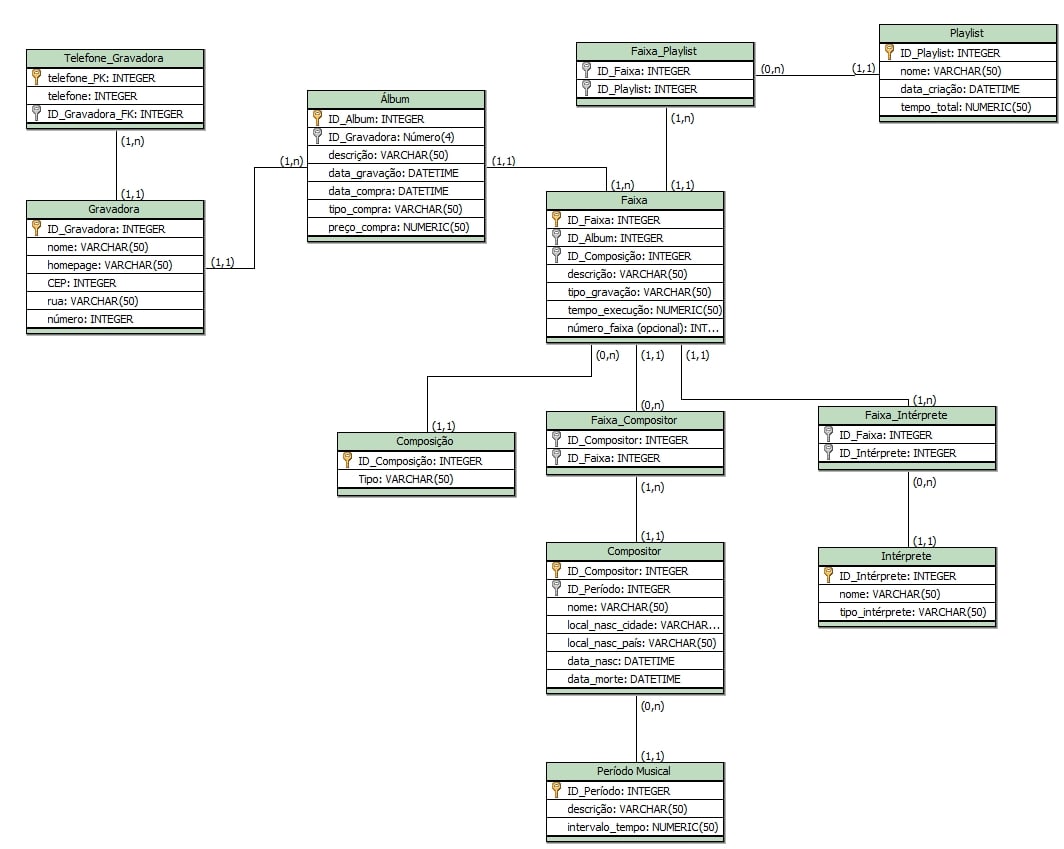 Telefone_Gravadora
telefone_PK: INTEGER
telefone: INTEGER
ID_Gravadora_FK: INTEGER
(1,n)
(1,1)
Gravadora
ID_Gravadora: INTEGER
nome: VARCHAR(50)
homepage: VARCHAR(50)
CEP: INTEGER
rua: VARCHAR(50)
número: INTEGER
(1,1)
(1,n)
Álbum
ID_Album: INTEGER
ID_Gravadora: Número(4)
descrição: VARCHAR(50)
data_gravação: DATETIME
data_compra: DATETIME
tipo_compra: VARCHAR(50)
preço_compra: NUMERIC(50)
(1,1)
(1,n)
Faixa_Playlist
ID_Faixa: INTEGER
ID_Playlist: INTEGER
(0,n)
(1,1)
(1,n)
(1,1)
Playlist
ID_Playlist: INTEGER
nome: VARCHAR(50)
data_criação: DATETIME
tempo_total: NUMERIC(50)
Faixa
ID_Faixa: INTEGER
ID_Album: INTEGER
ID_Composição: INTEGER
descrição: VARCHAR(50)
tipo_gravação: VARCHAR(50)
tempo_execução: NUMERIC(50)
número_faixa (opcional): INT...
(0,n)
(1,1)
(1,1)
(1,1)
Composição
ID_Composição: INTEGER
Tipo: VARCHAR(50)
(0,n)
Faixa_Compositor
ID_Compositor: INTEGER
ID_Faixa: INTEGER
(1,n)
(1,1)
(1,n)
Faixa_Intérprete
ID_Faixa: INTEGER
ID_Intérprete: INTEGER
(0,n)
(1,1)
Intérprete
ID_Intérprete: INTEGER
nome: VARCHAR(50)
tipo_intérprete: VARCHAR(50)
Compositor
ID_Compositor: INTEGER
ID_Período: INTEGER
nome: VARCHAR(50)
local_nasc_cidade: VARCHAR...
local_nasc_país: VARCHAR(50)
data_nasc: DATETIME
data_morte: DATETIME
(0,n)
(1,1)
Período Musical
ID_Período: INTEGER
descrição: VARCHAR(50)
intervalo_tempo: NUMERIC(50)